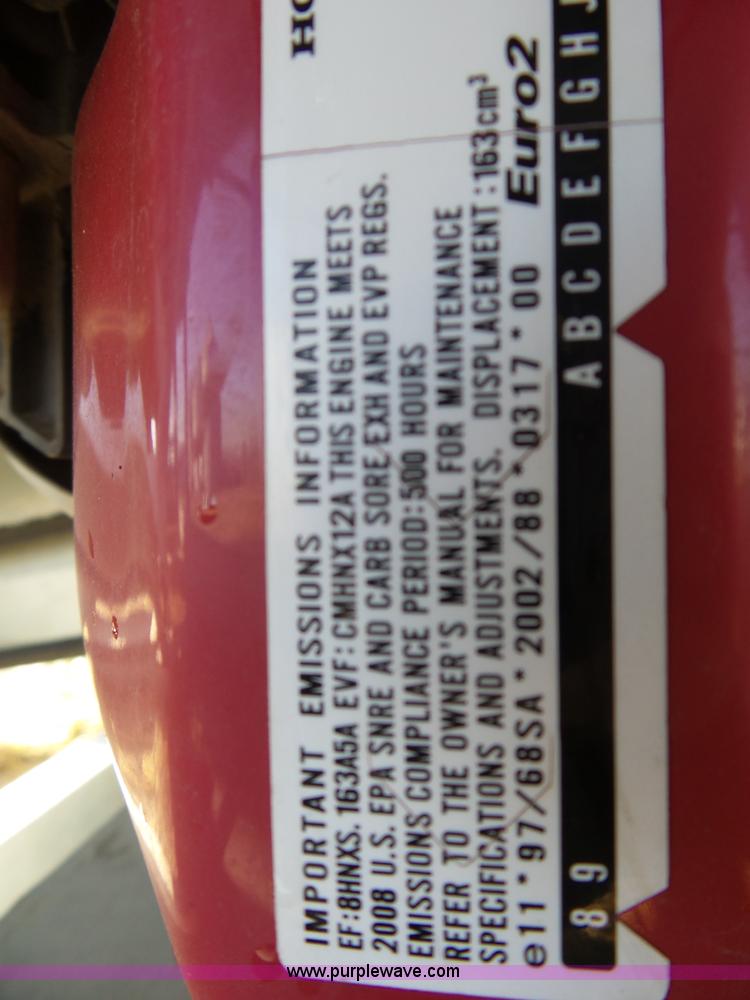 IMPORTANT EMISSIONS INFORMATION
EF:8HNXS. 163A5A EVF: CMHNX12A THIS ENGINE MEETS
2008 U.S. EPA SNRE AND CARB SORE EXH AND EVP REGS.
EMISSIONS COMPLIANCE PERIOD:500 HOURS
REFER TO THE OWNER'S MANUAL FOR MAINTENANCE
SPECIFICATIONS AND ADJUSTMENTS. DISPLACEMENT :163cm³
e11*97/68SA*2002/88*0317*00 Euro2
8 9 A B C D E F G H J
www.purplewave.com